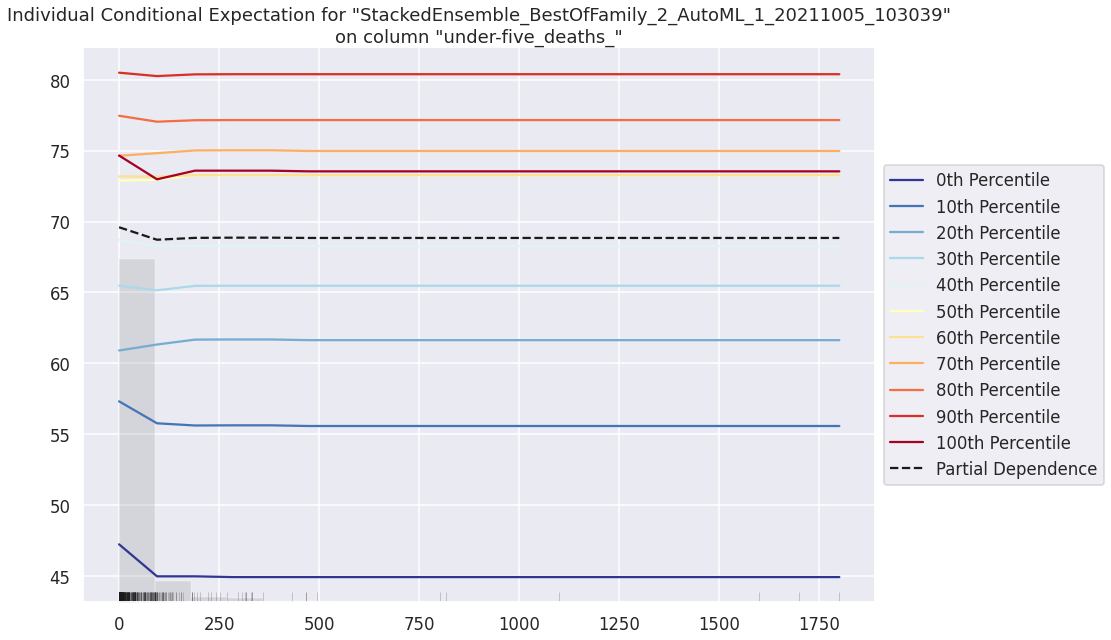 Individual Conditional Expectation for "StackedEnsemble_BestOfFamily_2_AutoML_1_20211005_103039"
on column "under-five_deaths_"
80
75
70
65
60
55
50
45
0
250
500
750
1000
1250
1500
1750
0th Percentile
10th Percentile
20th Percentile
30th Percentile
40th Percentile
50th Percentile
60th Percentile
70th Percentile
80th Percentile
90th Percentile
100th Percentile
Partial Dependence